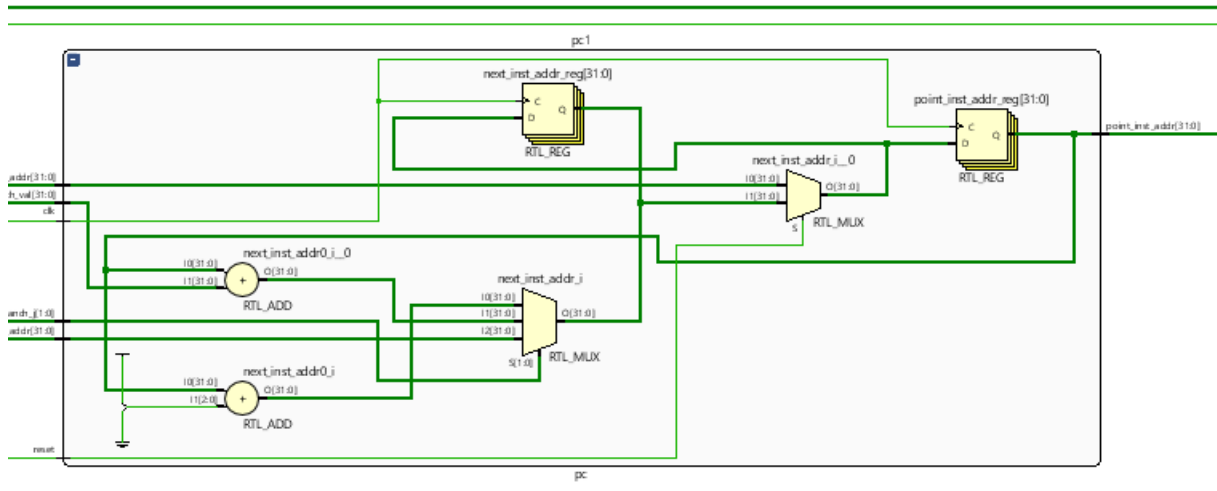 pc1
next_inst_addr_reg[31:0]
C
D
Q
RTL_REG
point_inst_addr_reg[31:0]
C
D
Q
RTL_REG
point_inst_addr[31:0]
next_inst_addr_i__0
I0[31:0]
I1[31:0]
O[31:0]
S
RTL_MUX
_addr[31:0]
h_val[31:0]
clk
next_inst_addr0_i__0
I0[31:0]
I1[31:0]
O[31:0]
+
RTL_ADD
next_inst_addr_i
I0[31:0]
I1[31:0]
I2[31:0]
O[31:0]
S[1:0]
RTL_MUX
anch_j[1:0]
addr[31:0]
next_inst_addr0_i
I0[31:0]
I1[2:0]
O[31:0]
+
RTL_ADD
reset
pc